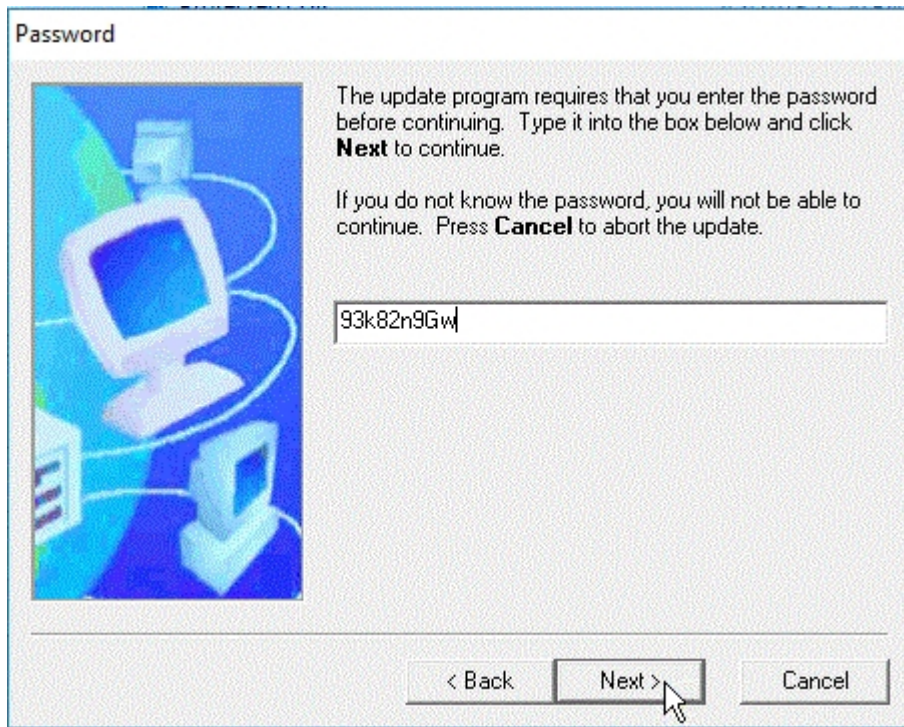 Password
The update program requires that you enter the password
before continuing. Type it into the box below and click
Next to continue.
If you do not know the password, you will not be able to
continue. Press Cancel to abort the update.
93k82n9Gw
< Back
Next >
Cancel